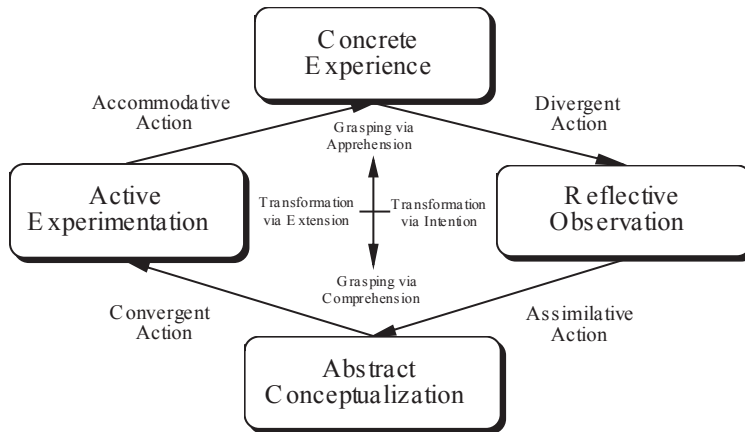 Concrete
Experience
Accommodative
Action
Divergent
Action
Grasping via
Apprehension
Active
Experimentation
Transformation
via Extension
Transformation
via Intention
Reflective
Observation
Grasping via
Comprehension
Convergent
Action
Assimilative
Action
Abstract
Conceptualization